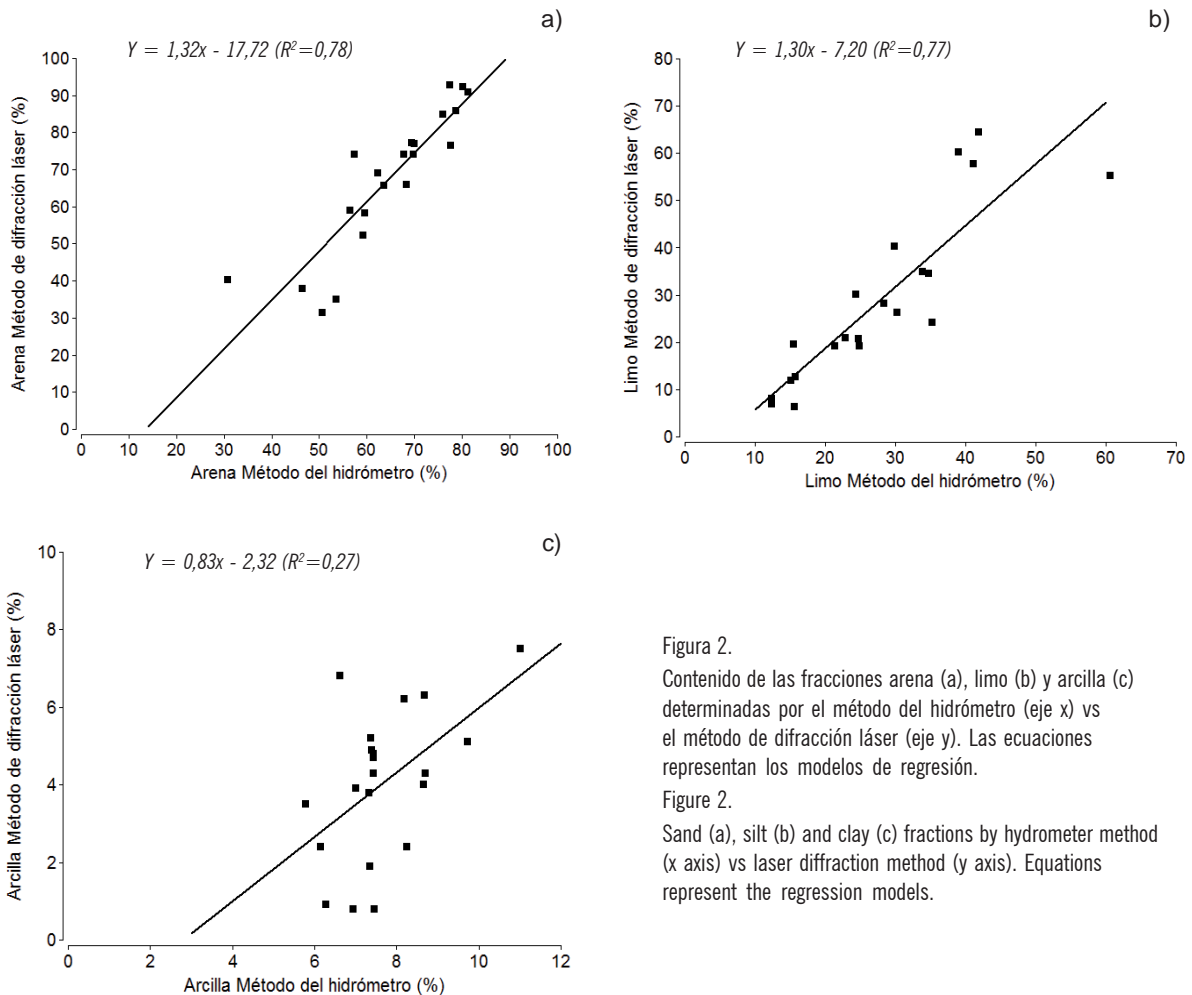 a)
Y = 1,32x - 17,72 (R²=0,78)
100
90
80
70
60
50
40
30
20
10
0
Arena Método de difracción láser (%)
0 10 20 30 40 50 60 70 80 90 100
Arena Método del hidrómetro (%)
b)
Y = 1,30x - 7,20 (R²=0,77)
80
70
60
50
40
30
20
10
0
Limo Método de difracción láser (%)
0 10 20 30 40 50 60 70
Limo Método del hidrómetro (%)
c)
Y = 0,83x - 2,32 (R²=0,27)
10
8
6
4
2
0
Arcilla Método de difracción láser (%)
0 2 4 6 8 10 12
Arcilla Método del hidrómetro (%)
Figura 2.
Contenido de las fracciones arena (a), limo (b) y arcilla (c)
determinadas por el método del hidrómetro (eje x) vs
el método de difracción láser (eje y). Las ecuaciones
representan los modelos de regresión.
Figure 2.
Sand (a), silt (b) and clay (c) fractions by hydrometer method
(x axis) vs laser diffraction method (y axis). Equations
represent the regression models.